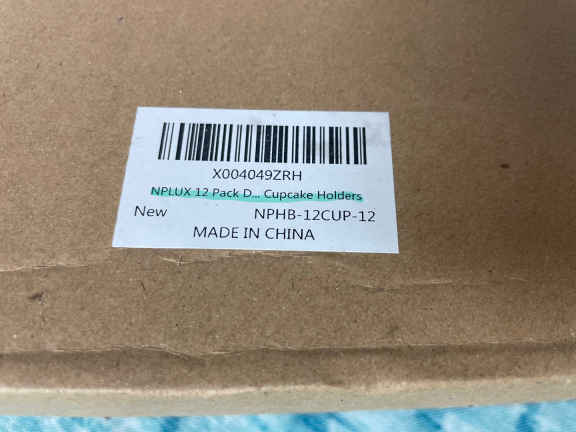 X004049ZRH
NPLUX 12 Pack D... Cupcake Holders
New NPHB-12CUP-12
MADE IN CHINA